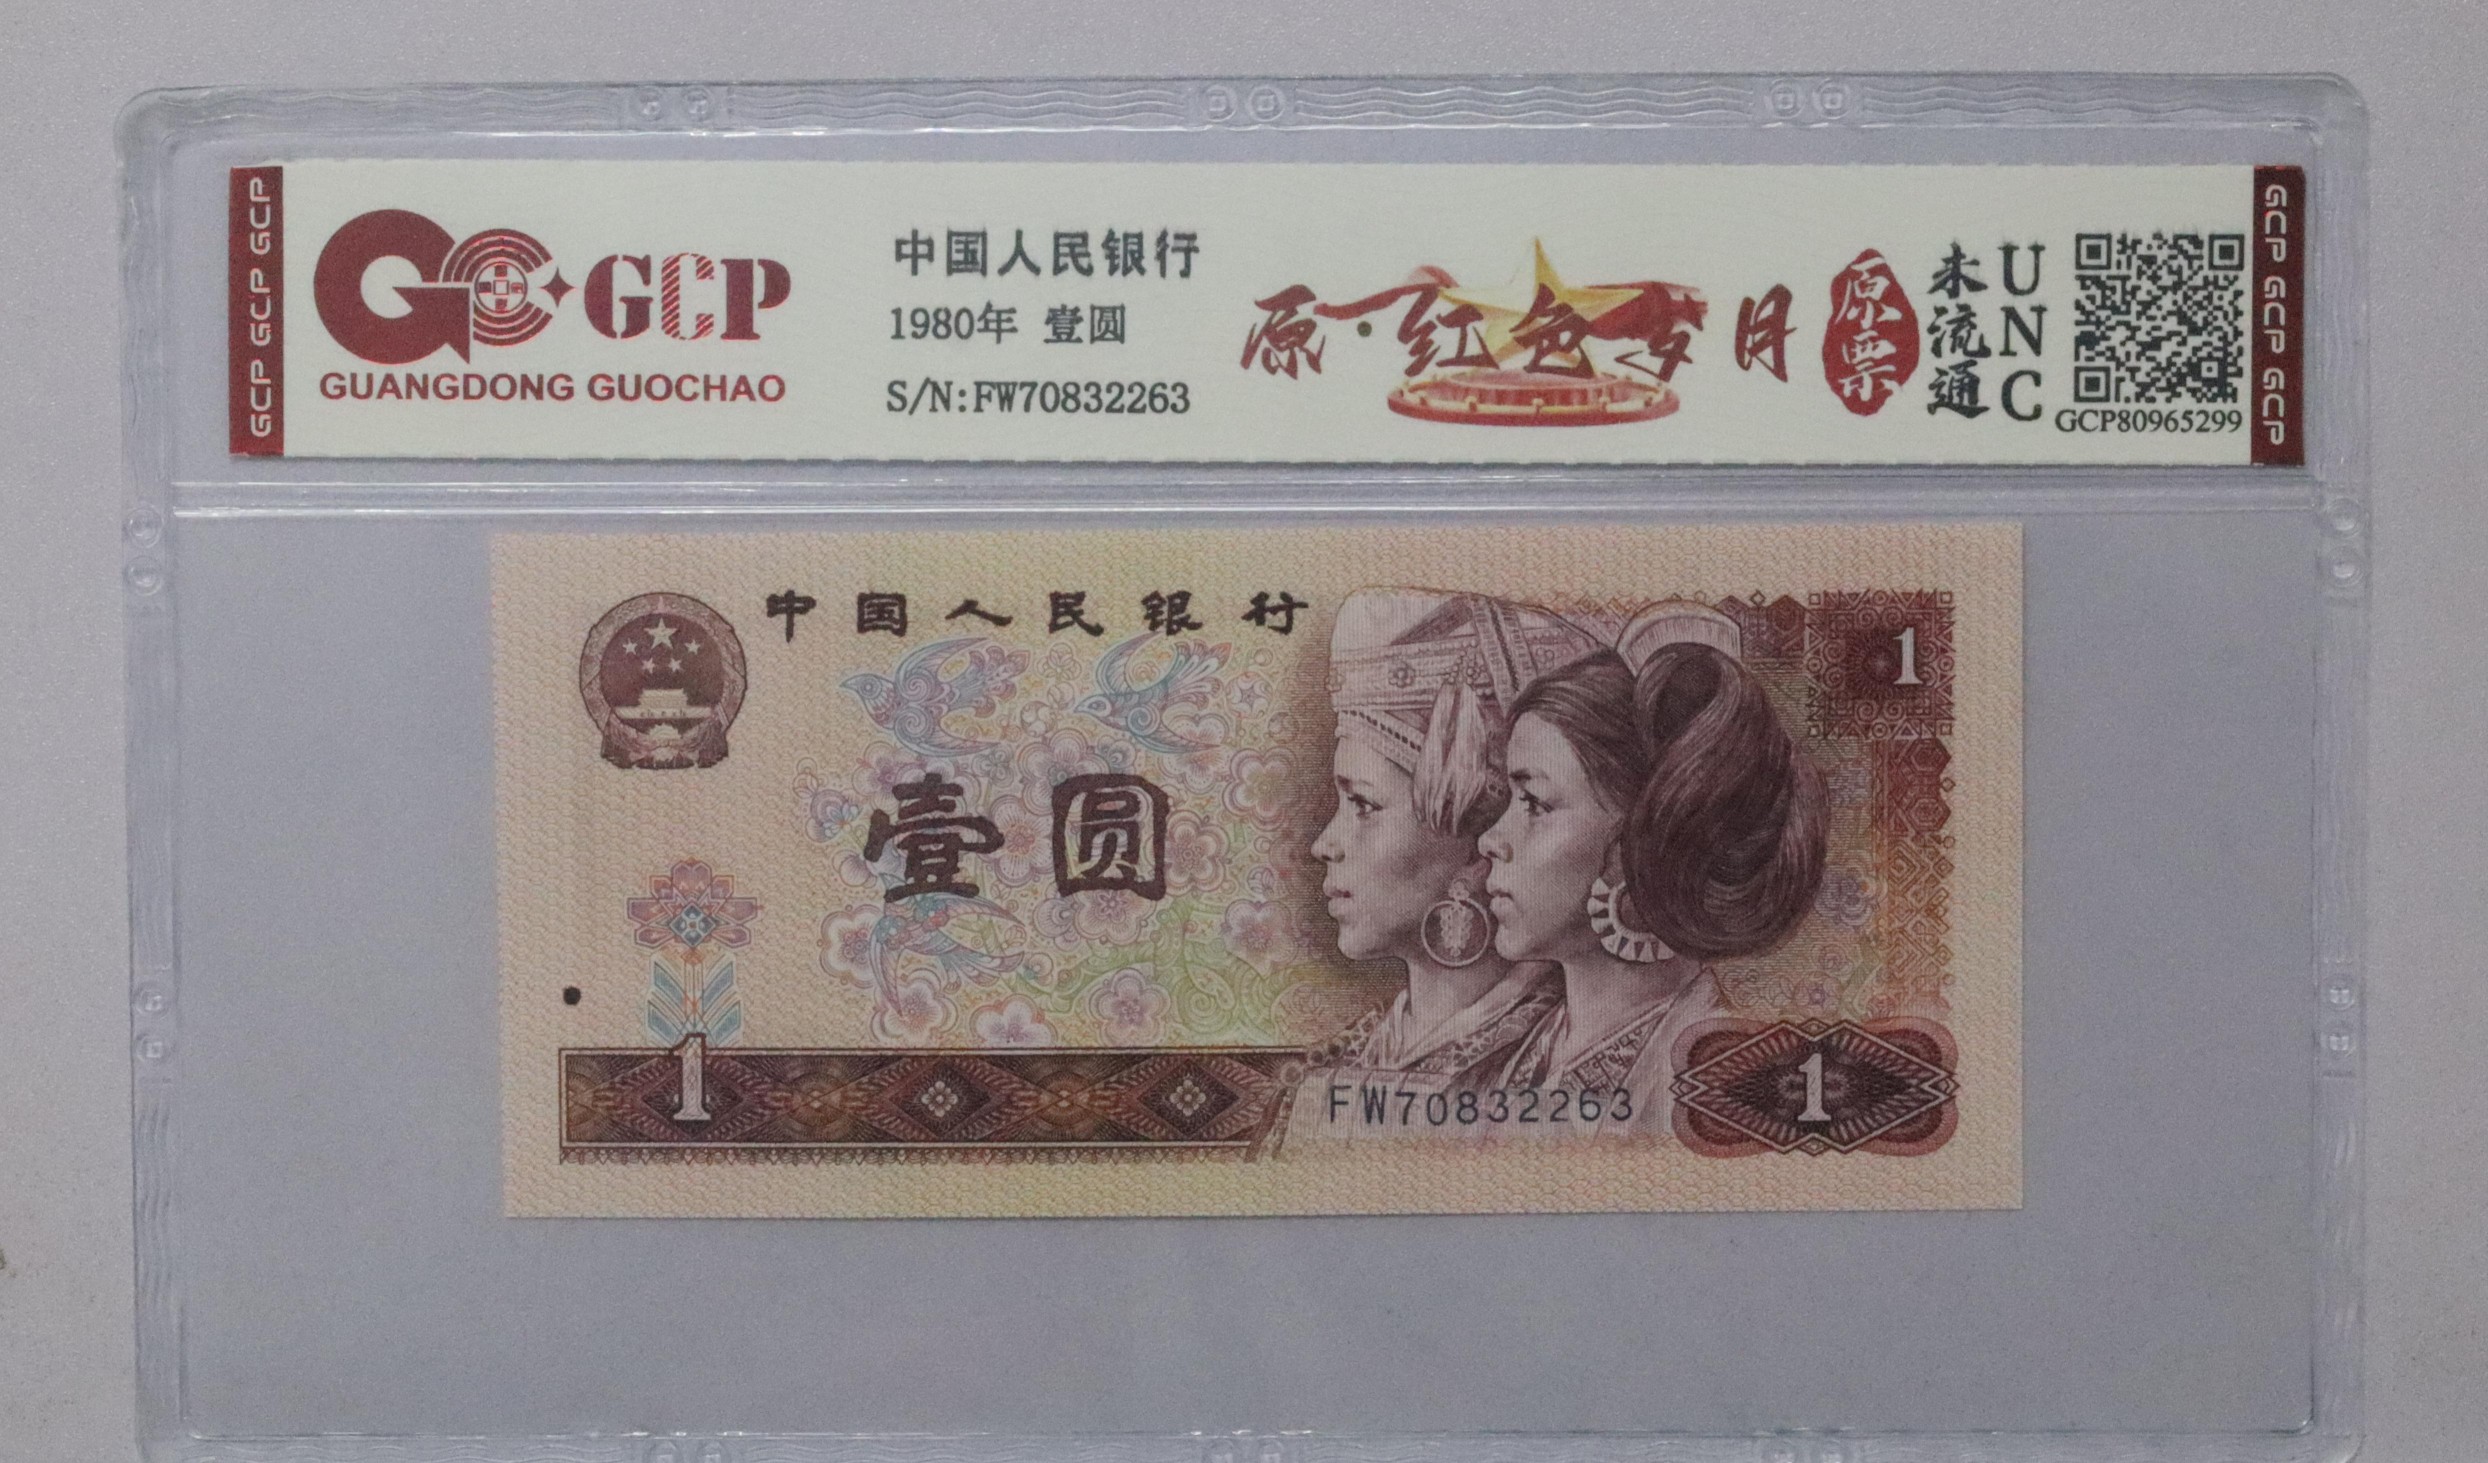 GCP GCP GCP
GCP
GUANGDONG GUOCHAO
中国人民银行
1980年 壹圆
S/N:FW70832263
原·红色岁月
原票
未流通
UNC
GCP80965299
GCP GCP GCP
中国人民银行
1
壹圆
1
FW70832263
1